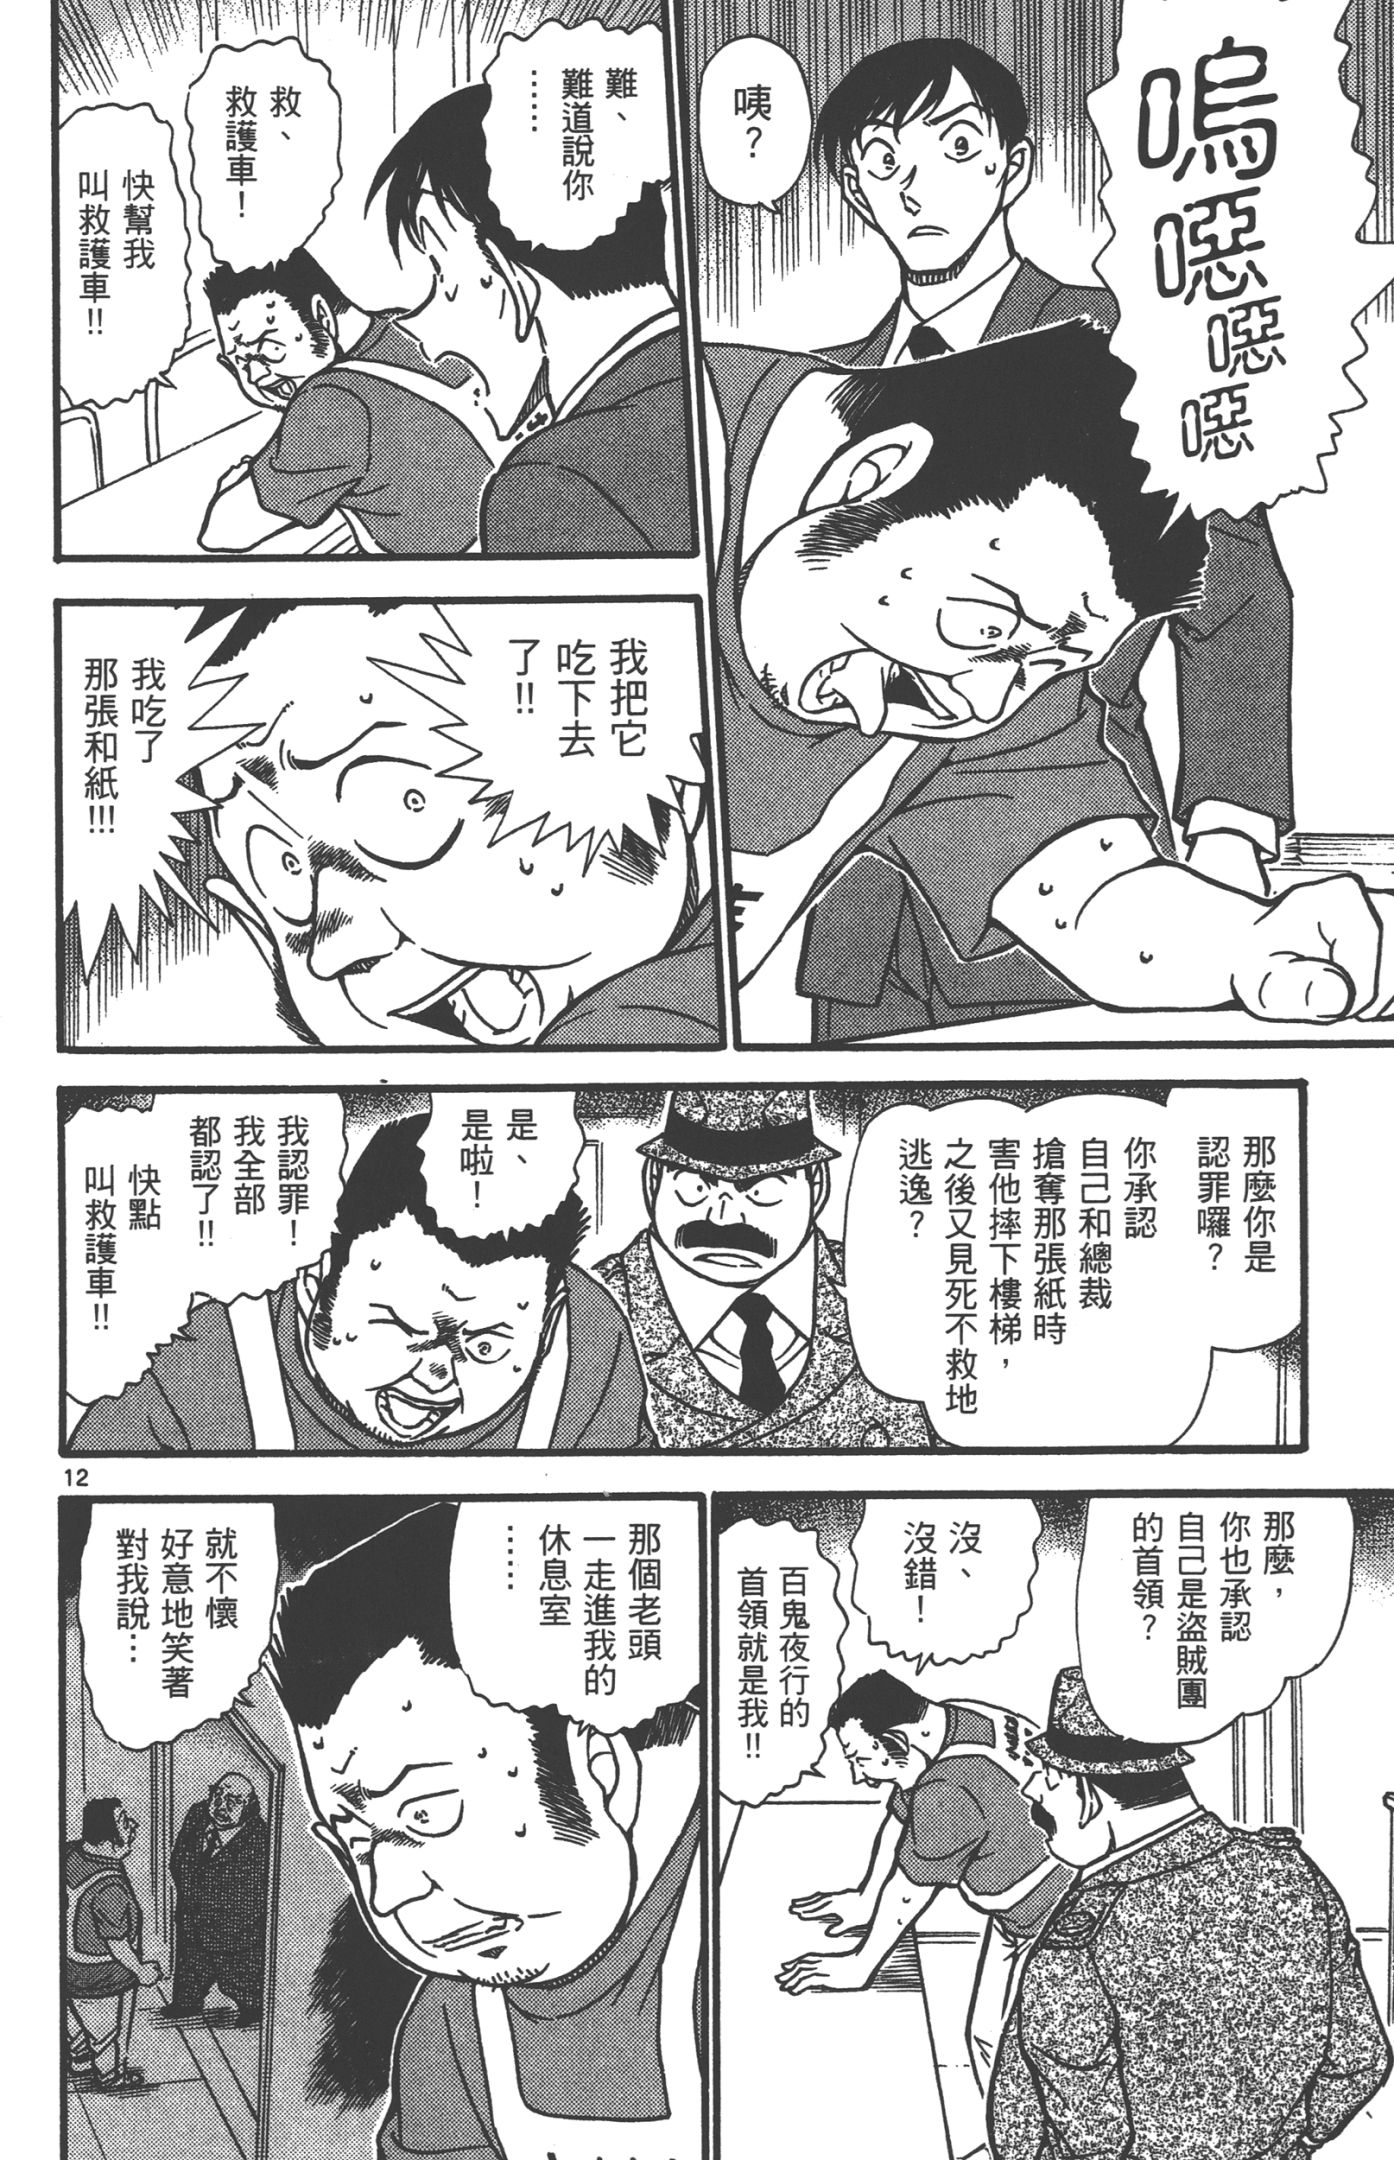 嗚噁噁噁
咦？
難、
難道說你
……
救、
救護車！
快幫我
叫救護車!!
我把它
吃下去
了!!
我吃了
那張和紙!!!
那麼你是
認罪囉？
你承認
自己和總裁
搶奪那張紙時
害他摔下樓梯，
之後又見死不救地
逃逸？
是、
是啦！
我認罪！
我全部
都認了!!
快點
叫救護車!!
12
那麼，
你也承認
自己是盜賊團
的首領？
沒、
沒錯！
百鬼夜行的
首領就是我!!
那個老頭
一走進我的
休息室
……
就不懷
好意地笑著
對我說…